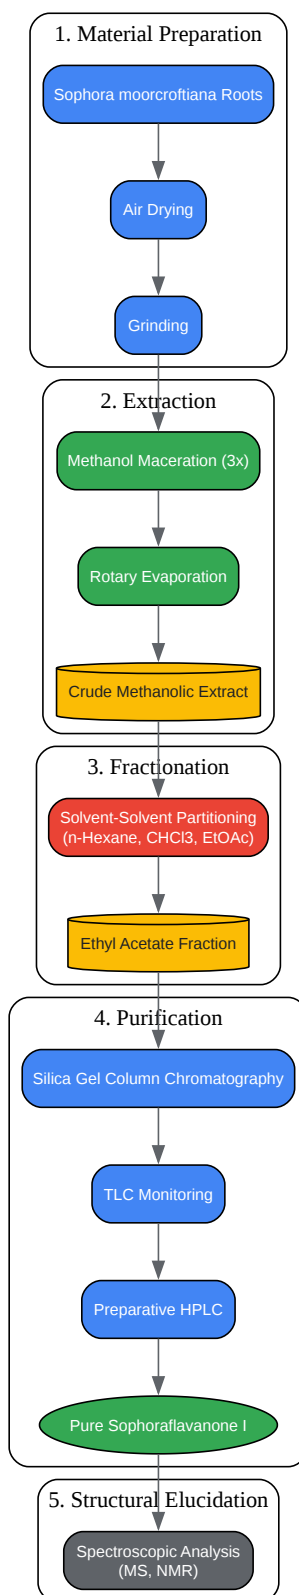 1. Material Preparation
Sophora moorcroftiana Roots
Air Drying
Grinding
2. Extraction
Methanol Maceration (3x)
Rotary Evaporation
Crude Methanolic Extract
3. Fractionation
Solvent-Solvent Partitioning
(n-Hexane, CHCl3, EtOAc)
Ethyl Acetate Fraction
4. Purification
Silica Gel Column Chromatography
TLC Monitoring
Preparative HPLC
Pure Sophoraflavanone I
5. Structural Elucidation
Spectroscopic Analysis
(MS, NMR)